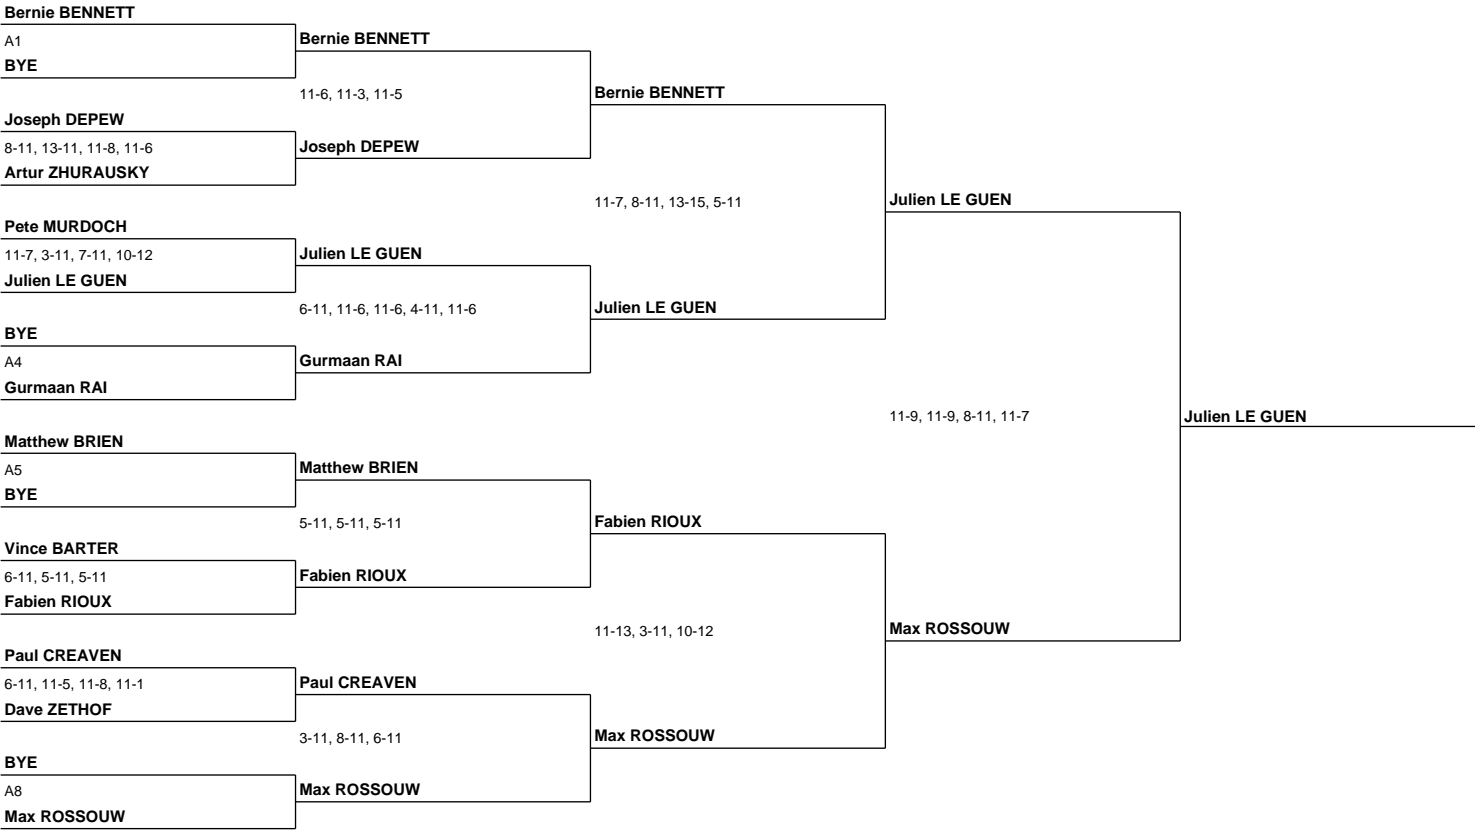 Bernie BENNETT
A1
BYE
Joseph DEPEW
8-11, 13-11, 11-8, 11-6
Artur ZHURAUSKY
Pete MURDOCH
11-7, 3-11, 7-11, 10-12
Julien LE GUEN
BYE
A4
Gurmaan RAI
Matthew BRIEN
A5
BYE
Vince BARTER
6-11, 5-11, 5-11
Fabien RIOUX
Paul CREAVEN
6-11, 11-5, 11-8, 11-1
Dave ZETHOF
BYE
A8
Max ROSSOUW
Bernie BENNETT
11-6, 11-3, 11-5
Joseph DEPEW
Julien LE GUEN
6-11, 11-6, 11-6, 4-11, 11-6
Gurmaan RAI
Matthew BRIEN
5-11, 5-11, 5-11
Fabien RIOUX
Paul CREAVEN
3-11, 8-11, 6-11
Max ROSSOUW
Bernie BENNETT
11-7, 8-11, 13-15, 5-11
Julien LE GUEN
Fabien RIOUX
11-13, 3-11, 10-12
Max ROSSOUW
Julien LE GUEN
11-9, 11-9, 8-11, 11-7
Max ROSSOUW
Julien LE GUEN